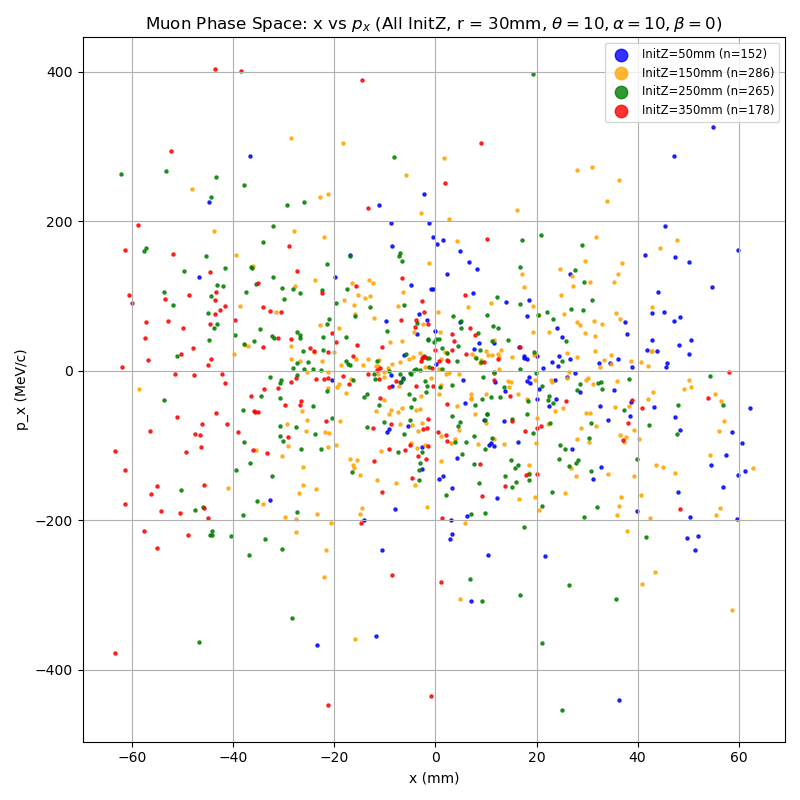 Muon Phase Space: x vs $p_x$ (All InitZ, r = 30mm, θ = 10, α = 10, β = 0)
InitZ=50mm (n=152)
InitZ=150mm (n=286)
InitZ=250mm (n=265)
InitZ=350mm (n=178)
400
200
0
−200
−400
p_x (MeV/c)
−60 −40 −20 0 20 40 60
x (mm)